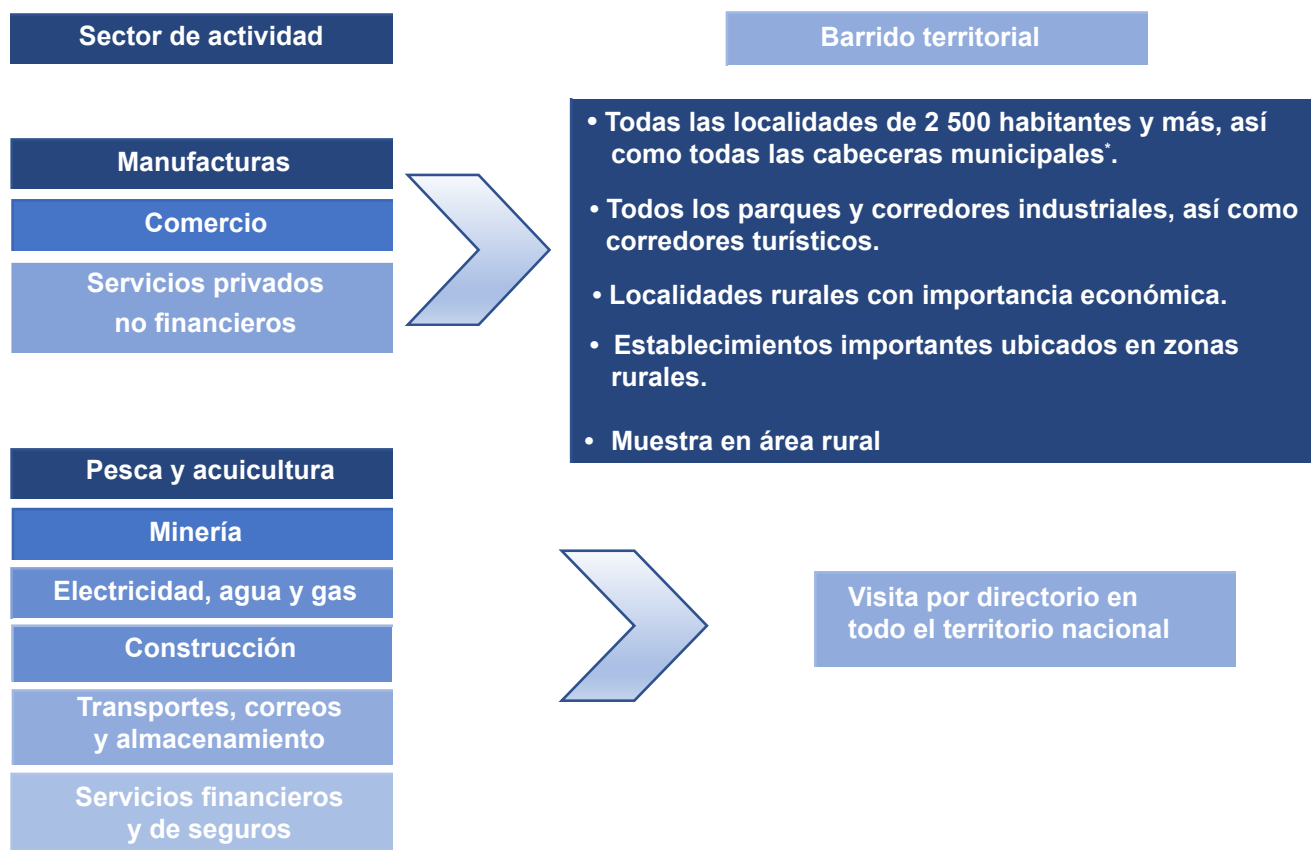 Sector de actividad
Barrido territorial
Manufacturas
Comercio
Servicios privados
no financieros
• Todas las localidades de 2 500 habitantes y más, así
como todas las cabeceras municipales*.
• Todos los parques y corredores industriales, así como
corredores turísticos.
• Localidades rurales con importancia económica.
• Establecimientos importantes ubicados en zonas
rurales.
• Muestra en área rural
Pesca y acuicultura
Minería
Electricidad, agua y gas
Construcción
Transportes, correos
y almacenamiento
Servicios financieros
y de seguros
Visita por directorio en
todo el territorio nacional